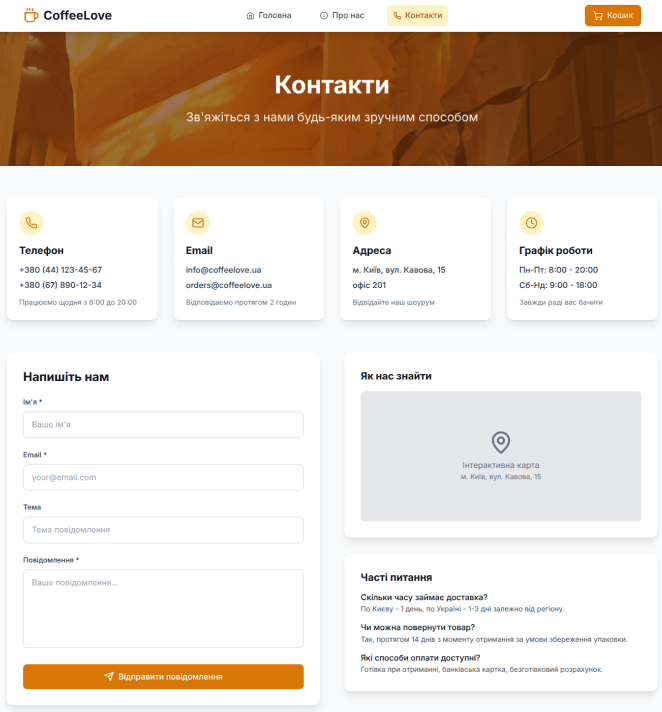 CoffeeLove
Головна
Про нас
Контакти
Кошик
Контакти
Зв'яжіться з нами будь-яким зручним способом
Телефон
+380 (44) 123-45-67
+380 (67) 890-12-34
Працюємо щодня з 8:00 до 20:00
Email
info@coffeelove.ua
orders@coffeelove.ua
Відповідаємо протягом 2 годин
Адреса
м. Київ, вул. Кавова, 15
офіс 201
Відвідайте наш шоурум
Графік роботи
Пн-Пт: 8:00 - 20:00
Сб-Нд: 9:00 - 18:00
Завжди раді вас бачити
Напишіть нам
Ім'я *
Ваше ім'я
Email *
your@email.com
Тема
Тема повідомлення
Повідомлення *
Ваше повідомлення...
Відправити повідомлення
Як нас знайти
Інтерактивна карта
м. Київ, вул. Кавова, 15
Часті питання
Скільки часу займає доставка?
По Києву - 1 день, по Україні - 1-3 дні залежно від регіону.
Чи можна повернути товар?
Так, протягом 14 днів з моменту отримання за умови збереження упаковки.
Які способи оплати доступні?
Готівка при отриманні, банківська картка, безготівковий розрахунок.